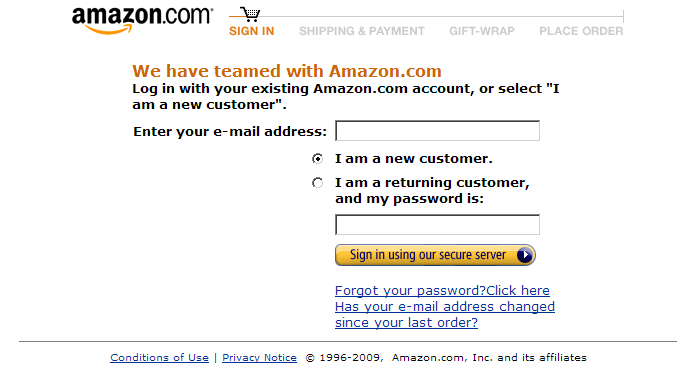 amazon.com
SIGN IN SHIPPING & PAYMENT GIFT-WRAP PLACE ORDER
We have teamed with Amazon.com
Log in with your existing Amazon.com account, or select "I
am a new customer".
Enter your e-mail address:
I am a new customer.
I am a returning customer,
and my password is:
Sign in using our secure server
Forgot your password?Click here
Has your e-mail address changed
since your last order?
Conditions of Use | Privacy Notice © 1996-2009, Amazon.com, Inc. and its affiliates